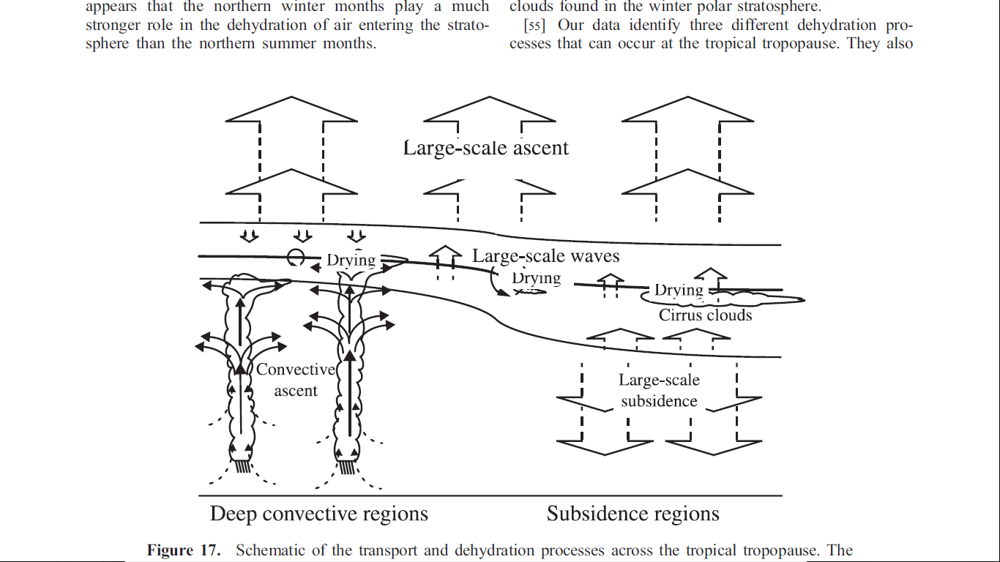 appears that the northern winter months play a much
stronger role in the dehydration of air entering the strato-
sphere than the northern summer months.
clouds found in the winter polar stratosphere.
[55] Our data identify three different dehydration pro-
cesses that can occur at the tropical tropopause. They also
Large-scale ascent
Drying
Large-scale waves
Drying
Drying
Cirrus clouds
Convective
ascent
Large-scale
subsidence
Deep convective regions
Subsidence regions
Figure 17. Schematic of the transport and dehydration processes across the tropical tropopause. The